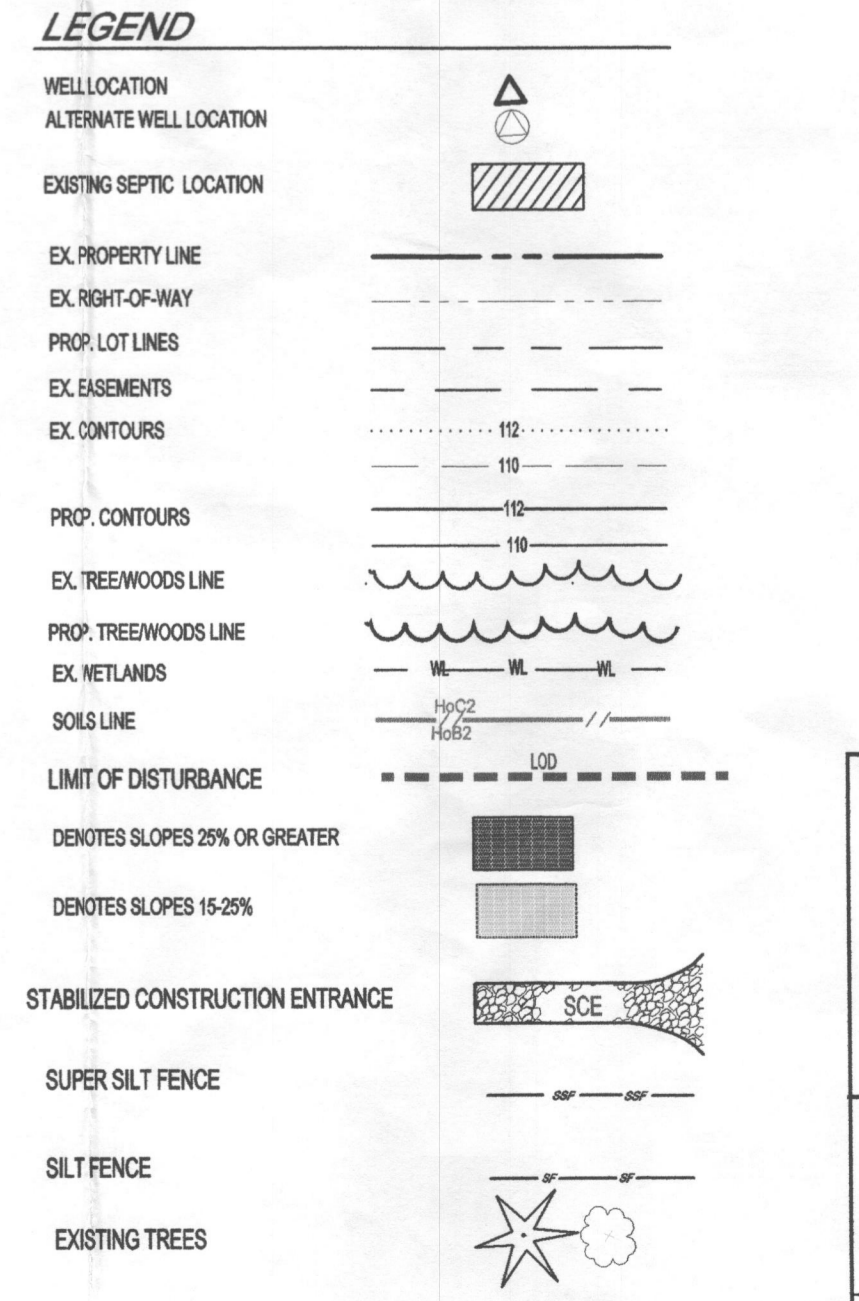 LEGEND
WELL LOCATION
ALTERNATE WELL LOCATION
EXISTING SEPTIC LOCATION
EX. PROPERTY LINE
EX. RIGHT-OF-WAY
PROP. LOT LINES
EX. EASEMENTS
EX. CONTOURS 112
110
PROP. CONTOURS 112
110
EX. TREE/WOODS LINE
PROP. TREE/WOODS LINE
EX. WETLANDS WL WL WL
SOILS LINE HoC2
HoB2
LOD
LIMIT OF DISTURBANCE
DENOTES SLOPES 25% OR GREATER
DENOTES SLOPES 15-25%
STABILIZED CONSTRUCTION ENTRANCE SCE
SUPER SILT FENCE SSF SSF
SILT FENCE SF SF
EXISTING TREES